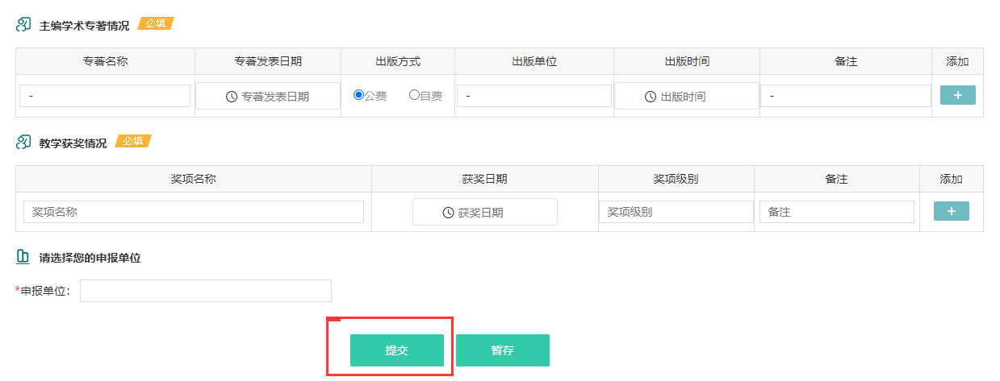 主编学术专著情况 必填
专著名称 专著发表日期 出版方式 出版单位 出版时间 备注 添加
- 专著发表日期 公费 自费 - 出版时间 - +
教学获奖情况 必填
奖项名称 获奖日期 奖项级别 备注 添加
奖项名称 获奖日期 奖项级别 备注 +
请选择您的申报单位
*申报单位：
提交 暂存